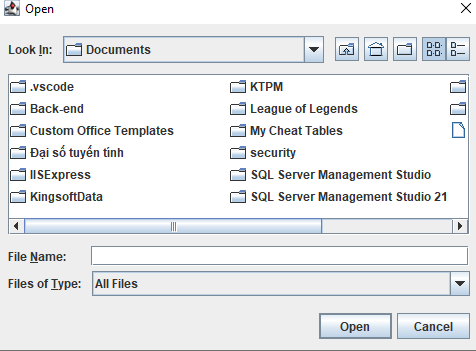 Open
Look In: Documents
.vscode
Back-end
Custom Office Templates
Đại số tuyến tính
IISExpress
KingsoftData
KTPM
League of Legends
My Cheat Tables
security
SQL Server Management Studio
SQL Server Management Studio 21
File Name:
Files of Type: All Files
Open Cancel